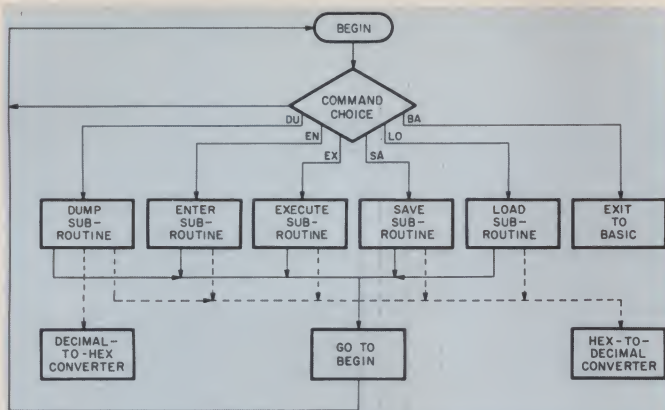 BEGIN
COMMAND
CHOICE
DU
EN
EX
SA
LO
BA
DUMP
SUB-
ROUTINE
ENTER
SUB-
ROUTINE
EXECUTE
SUB-
ROUTINE
SAVE
SUB-
ROUTINE
LOAD
SUB-
ROUTINE
EXIT
TO
BASIC
DECIMAL-
TO-HEX
CONVERTER
GO TO
BEGIN
HEX-TO-
DECIMAL
CONVERTER